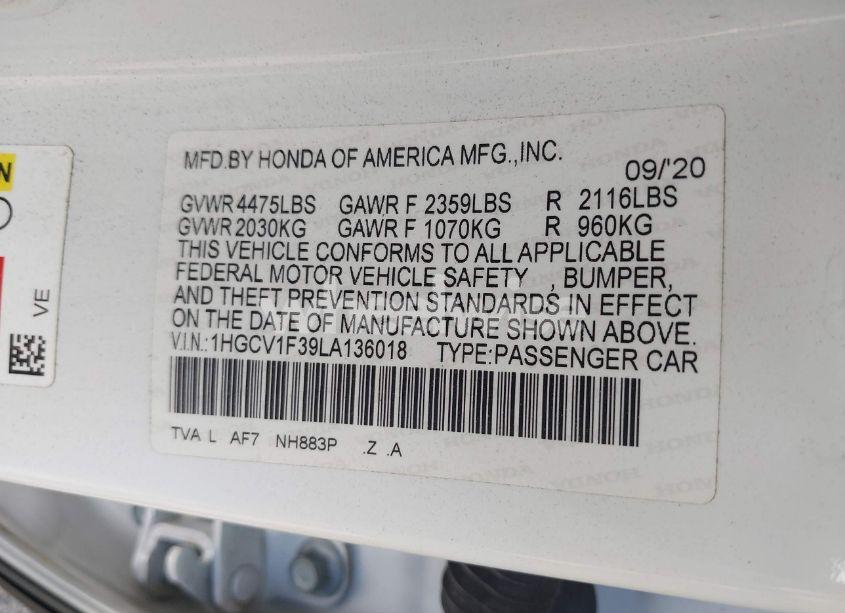 MFD.BY HONDA OF AMERICA MFG.,INC.
09/'20
GVWR 4475LBS GAWR F 2359LBS R 2116LBS
GVWR 2030KG GAWR F 1070KG R 960KG
THIS VEHICLE CONFORMS TO ALL APPLICABLE
FEDERAL MOTOR VEHICLE SAFETY , BUMPER,
AND THEFT PREVENTION STANDARDS IN EFFECT
ON THE DATE OF MANUFACTURE SHOWN ABOVE.
V.I.N.:1HGCV1F39LA136018 TYPE:PASSENGER CAR
TVA L AF7 NH883P .Z .A
VE
HONDA